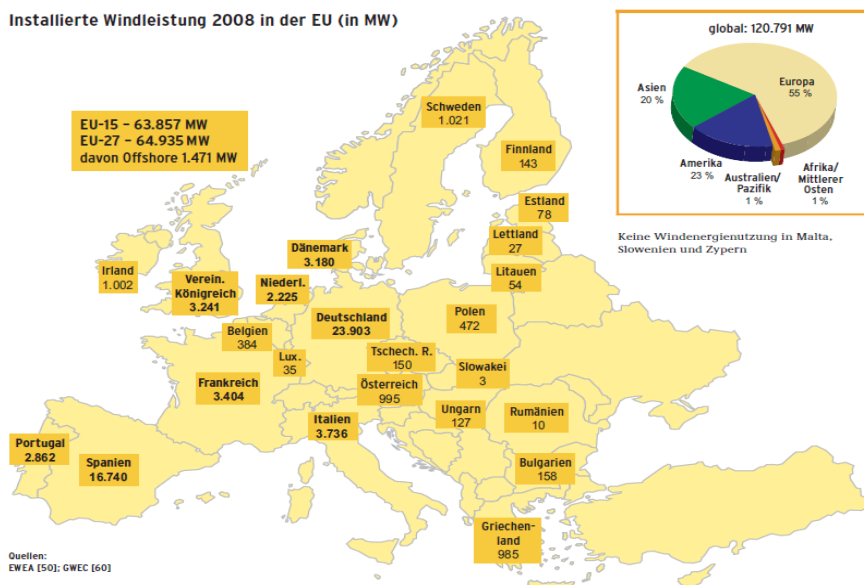 Installierte Windleistung 2008 in der EU (in MW)
EU-15 – 63.857 MW
EU-27 – 64.935 MW
davon Offshore 1.471 MW
global: 120.791 MW
Europa
55 %
Asien
20 %
Amerika
23 %
Australien/
Pazifik
1 %
Afrika/
Mittlerer
Osten
1 %
Keine Windenergienutzung in Malta,
Slowenien und Zypern
Schweden
1.021
Finnland
143
Estland
78
Lettland
27
Litauen
54
Dänemark
3.180
Irland
1.002
Verein.
Königreich
3.241
Niederl.
2.225
Deutschland
23.903
Polen
472
Belgien
384
Lux.
35
Tschech. R.
150
Slowakei
3
Frankreich
3.404
Österreich
995
Ungarn
127
Rumänien
10
Italien
3.736
Portugal
2.862
Spanien
16.740
Bulgarien
158
Griechen-
land
985
Quellen:
EWEA [50]; GWEC [60]